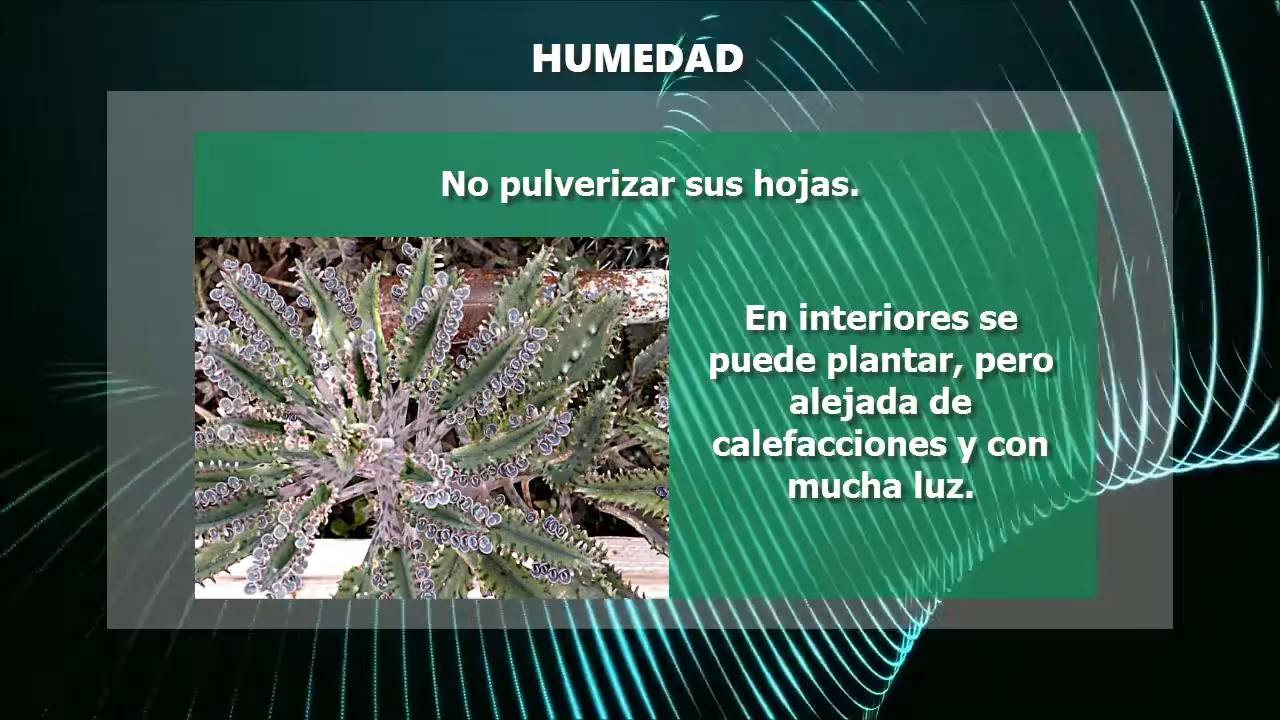 HUMEDAD
No pulverizar sus hojas.
En interiores se
puede plantar, pero
alejada de
calefacciones y con
mucha luz.